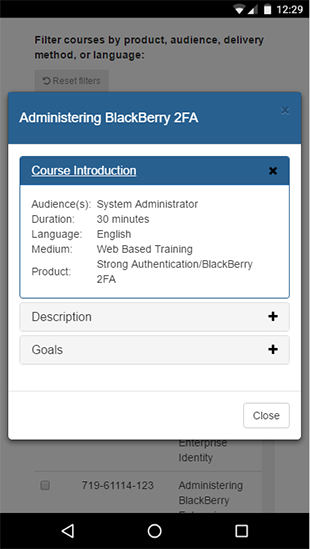 12:29
Filter courses by product, audience, delivery
method, or language:
Reset filters
Administering BlackBerry 2FA
×
Course Introduction
Audience(s): System Administrator
Duration: 30 minutes
Language: English
Medium: Web Based Training
Product: Strong Authentication/BlackBerry
2FA
Description
Goals
Close
Enterprise
Identity
719-61114-123 Administering
BlackBerry